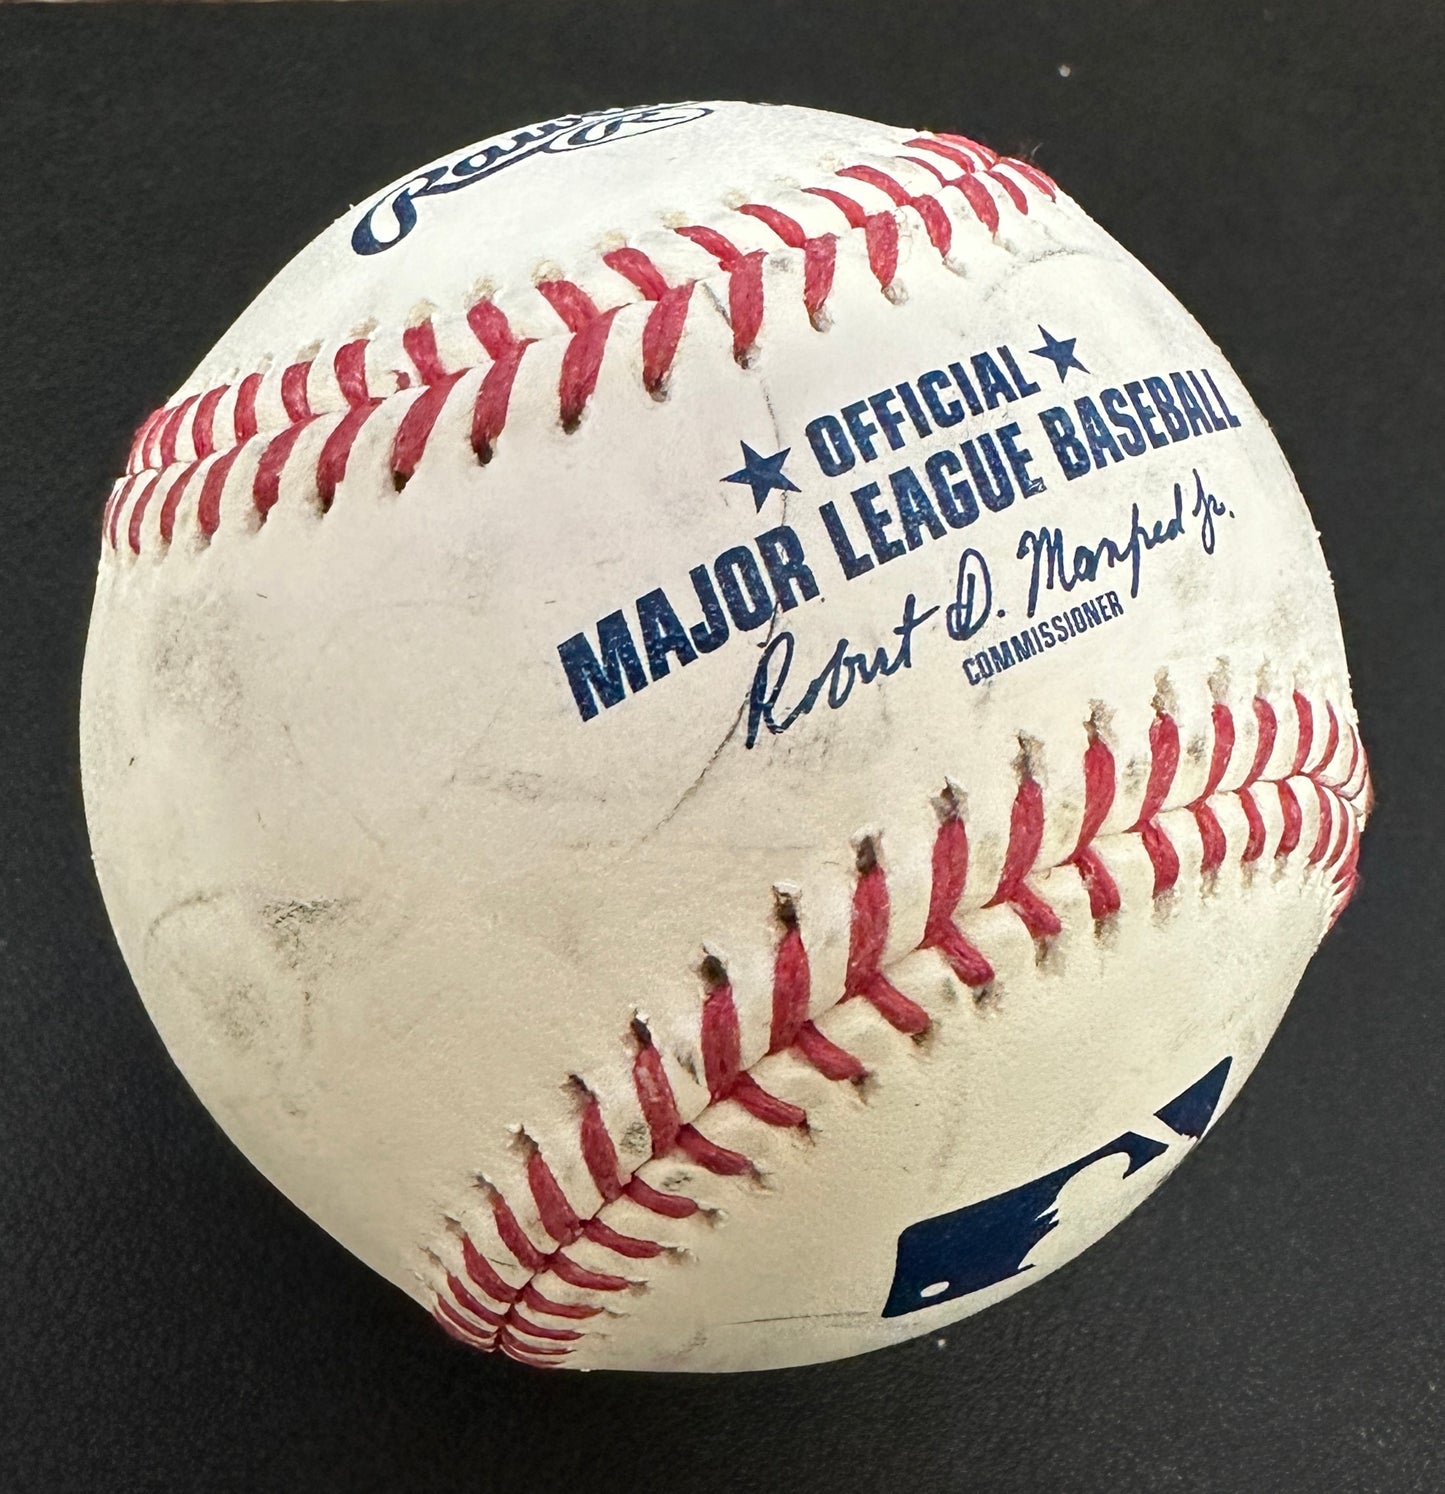 OFFICIAL
MAJOR LEAGUE BASEBALL
Robert D. Manfred Jr.
COMMISSIONER